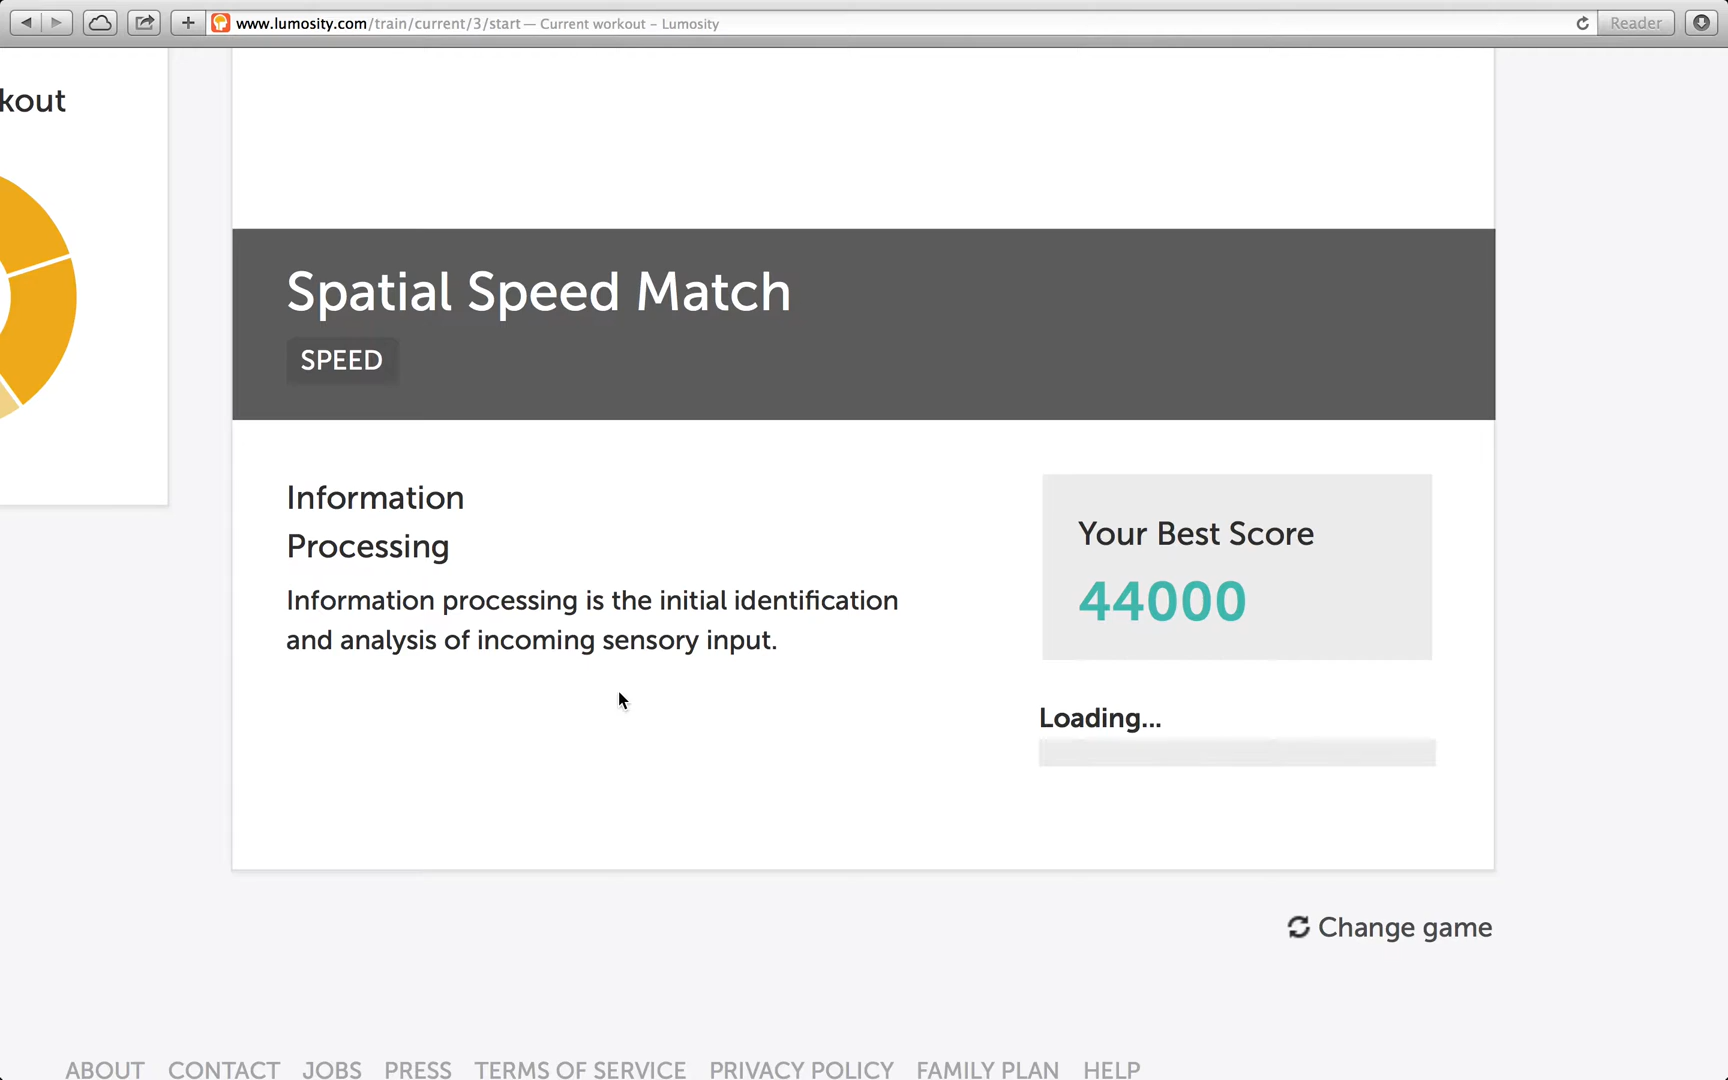 www.lumosity.com/train/current/3/start — Current workout – Lumosity
Reader
kout
Spatial Speed Match
SPEED
Information
Processing
Information processing is the initial identification
and analysis of incoming sensory input.
Your Best Score
44000
Loading...
Change game
ABOUT CONTACT JOBS PRESS TERMS OF SERVICE PRIVACY POLICY FAMILY PLAN HELP